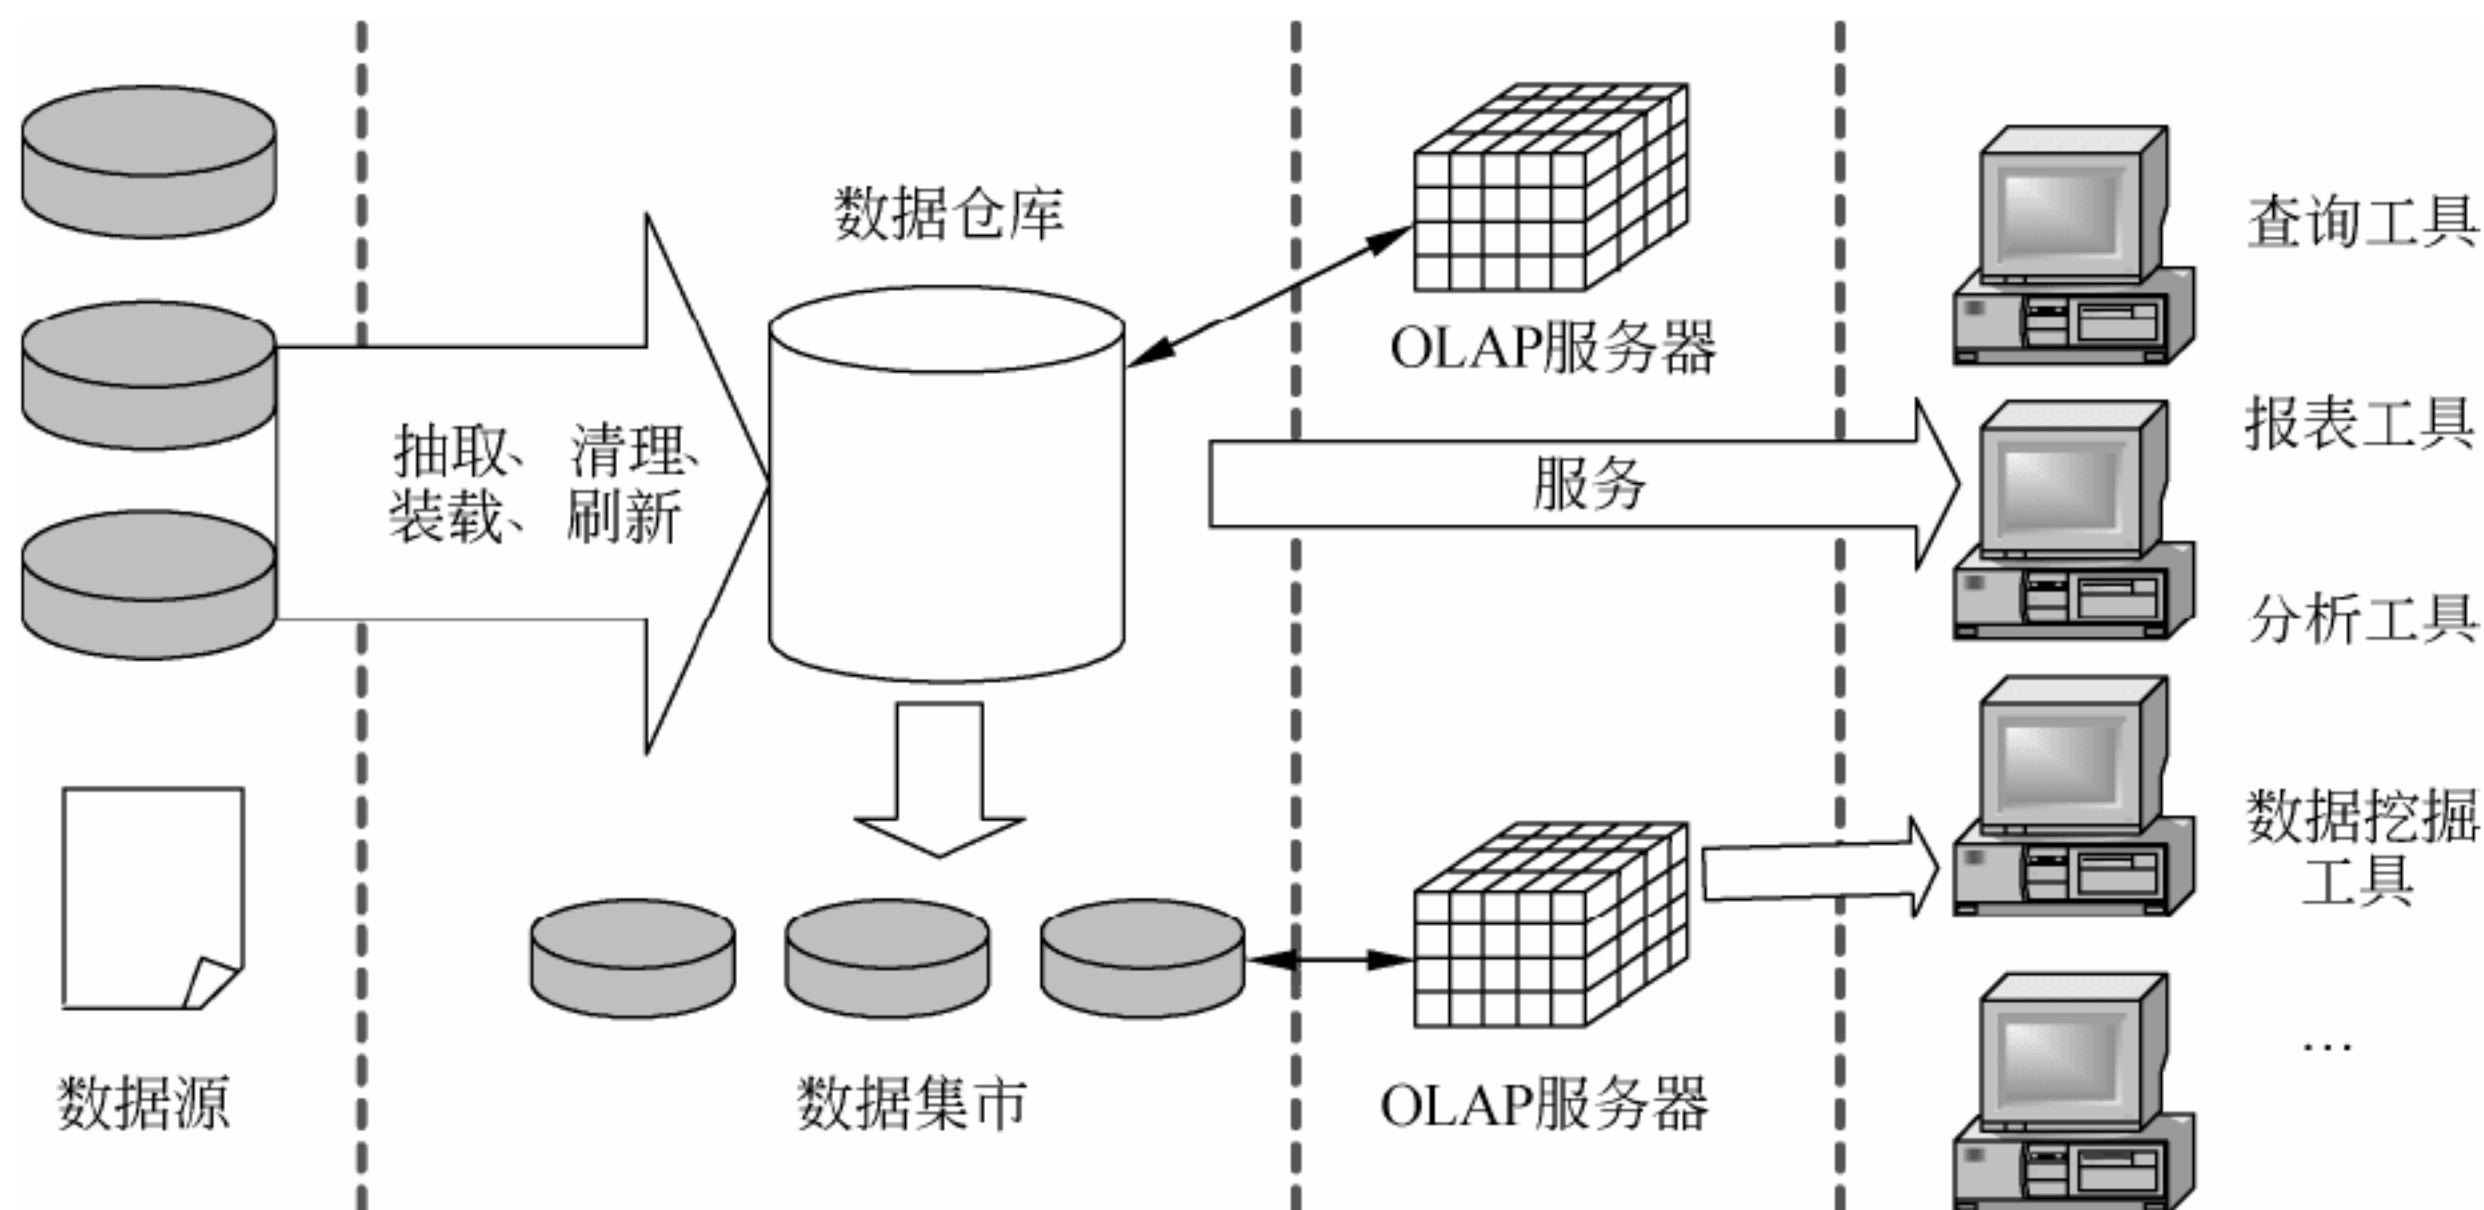 数据仓库
查询工具
OLAP服务器
报表工具
抽取、清理、
装载、刷新
服务
分析工具
数据挖掘
工具
…
数据源
数据集市
OLAP服务器